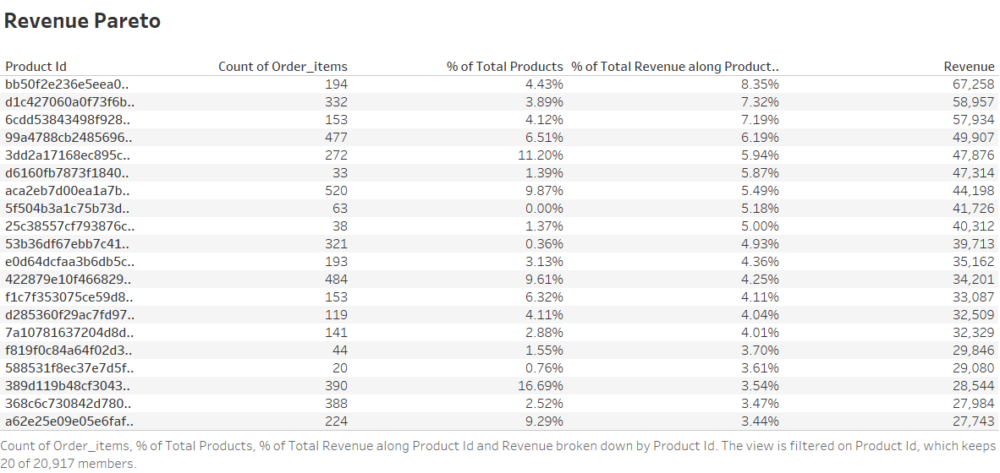 Revenue Pareto
Product Id Count of Order_items % of Total Products % of Total Revenue along Product.. Revenue
bb50f2e236e5eea0.. 194 4.43% 8.35% 67,258
d1c427060a0f73f6b.. 332 3.89% 7.32% 58,957
6cdd53843498f928.. 153 4.12% 7.19% 57,934
99a4788cb2485696.. 477 6.51% 6.19% 49,907
3dd2a17168ec895c.. 272 11.20% 5.94% 47,876
d6160fb7873f1840.. 33 1.39% 5.87% 47,314
aca2eb7d00ea1a7b.. 520 9.87% 5.49% 44,198
5f504b3a1c75b73d.. 63 0.00% 5.18% 41,726
25c38557cf793876c.. 38 1.37% 5.00% 40,312
53b36df67ebb7c41.. 321 0.36% 4.93% 39,713
e0d64dcfaa3b6db5c.. 193 3.13% 4.36% 35,162
422879e10f466829.. 484 9.61% 4.25% 34,201
f1c7f353075ce59d8.. 153 6.32% 4.11% 33,087
d285360f29ac7fd97.. 119 4.11% 4.04% 32,509
7a10781637204d8d.. 141 2.88% 4.01% 32,329
f819f0c84a64f02d3.. 44 1.55% 3.70% 29,846
588531f8ec37e7d5f.. 20 0.76% 3.61% 29,080
389d119b48cf3043.. 390 16.69% 3.54% 28,544
368c6c730842d780.. 388 2.52% 3.47% 27,984
a62e25e09e05e6faf.. 224 9.29% 3.44% 27,743
Count of Order_items, % of Total Products, % of Total Revenue along Product Id and Revenue broken down by Product Id. The view is filtered on Product Id, which keeps
20 of 20,917 members.